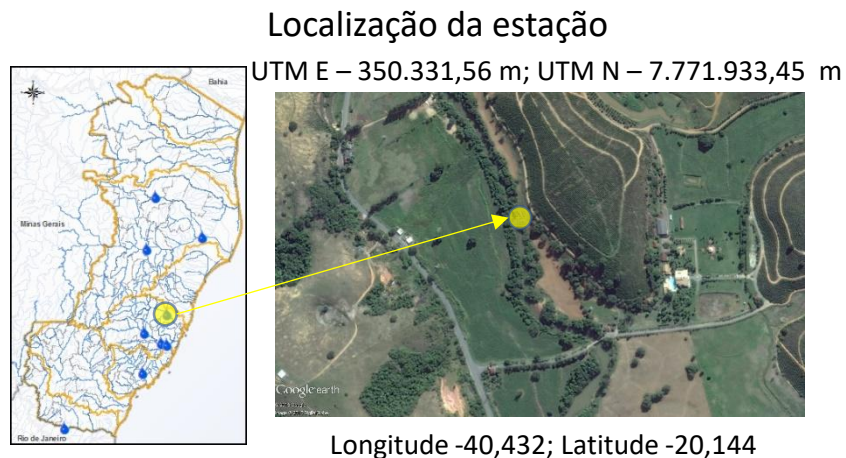 Localização da estação
UTM E – 350.331,56 m; UTM N – 7.771.933,45 m
Bahia
Minas Gerais
Rio de Janeiro
Google earth
Longitude -40,432; Latitude -20,144